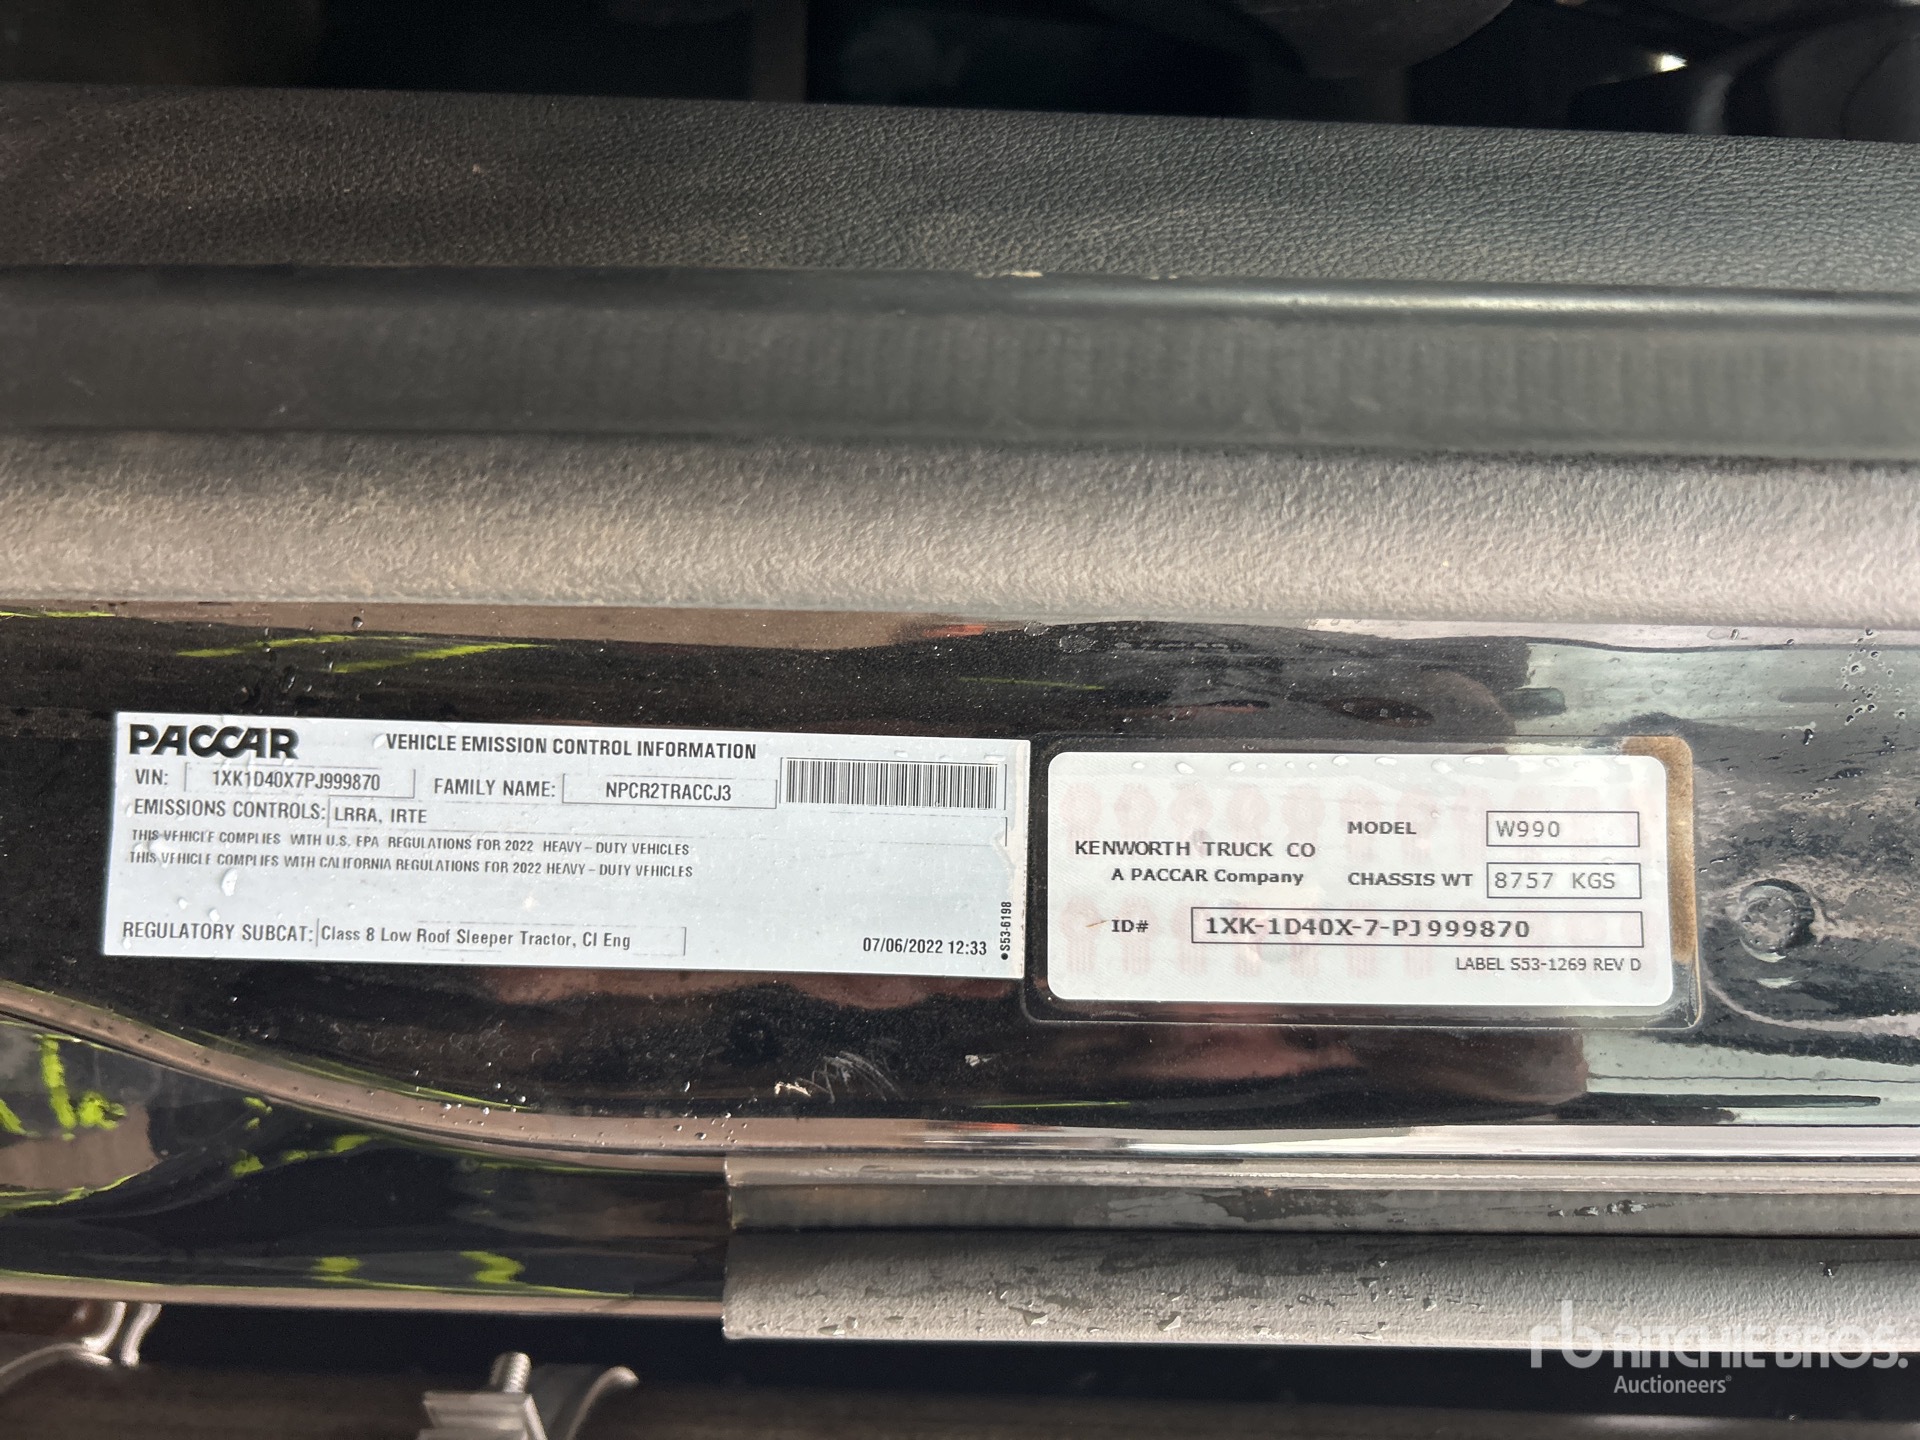 PACCAR
VEHICLE EMISSION CONTROL INFORMATION
VIN: 1XK1D40X7PJ999870 FAMILY NAME: NPCR2TRACCJ3
EMISSIONS CONTROLS: LRRA, IRTE
THIS VEHICLE COMPLIES WITH U.S. EPA REGULATIONS FOR 2022 HEAVY-DUTY VEHICLES
THIS VEHICLE COMPLIES WITH CALIFORNIA REGULATIONS FOR 2022 HEAVY-DUTY VEHICLES
REGULATORY SUBCAT: Class 8 Low Roof Sleeper Tractor, CI Eng
07/06/2022 12:33
•S53-6198
KENWORTH TRUCK CO
A PACCAR Company
MODEL W990
CHASSIS WT 8757 KGS
ID# 1XK-1D40X-7-PJ999870
LABEL S53-1269 REV D
rb RITCHIE BROS.
Auctioneers®